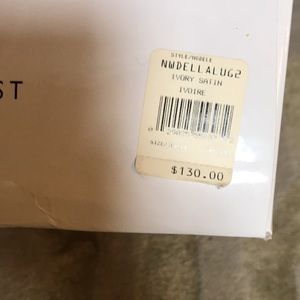 ST
STYLE/MODELE
NWDELLALUG2
IVORY SATIN
IVOIRE
$130.00